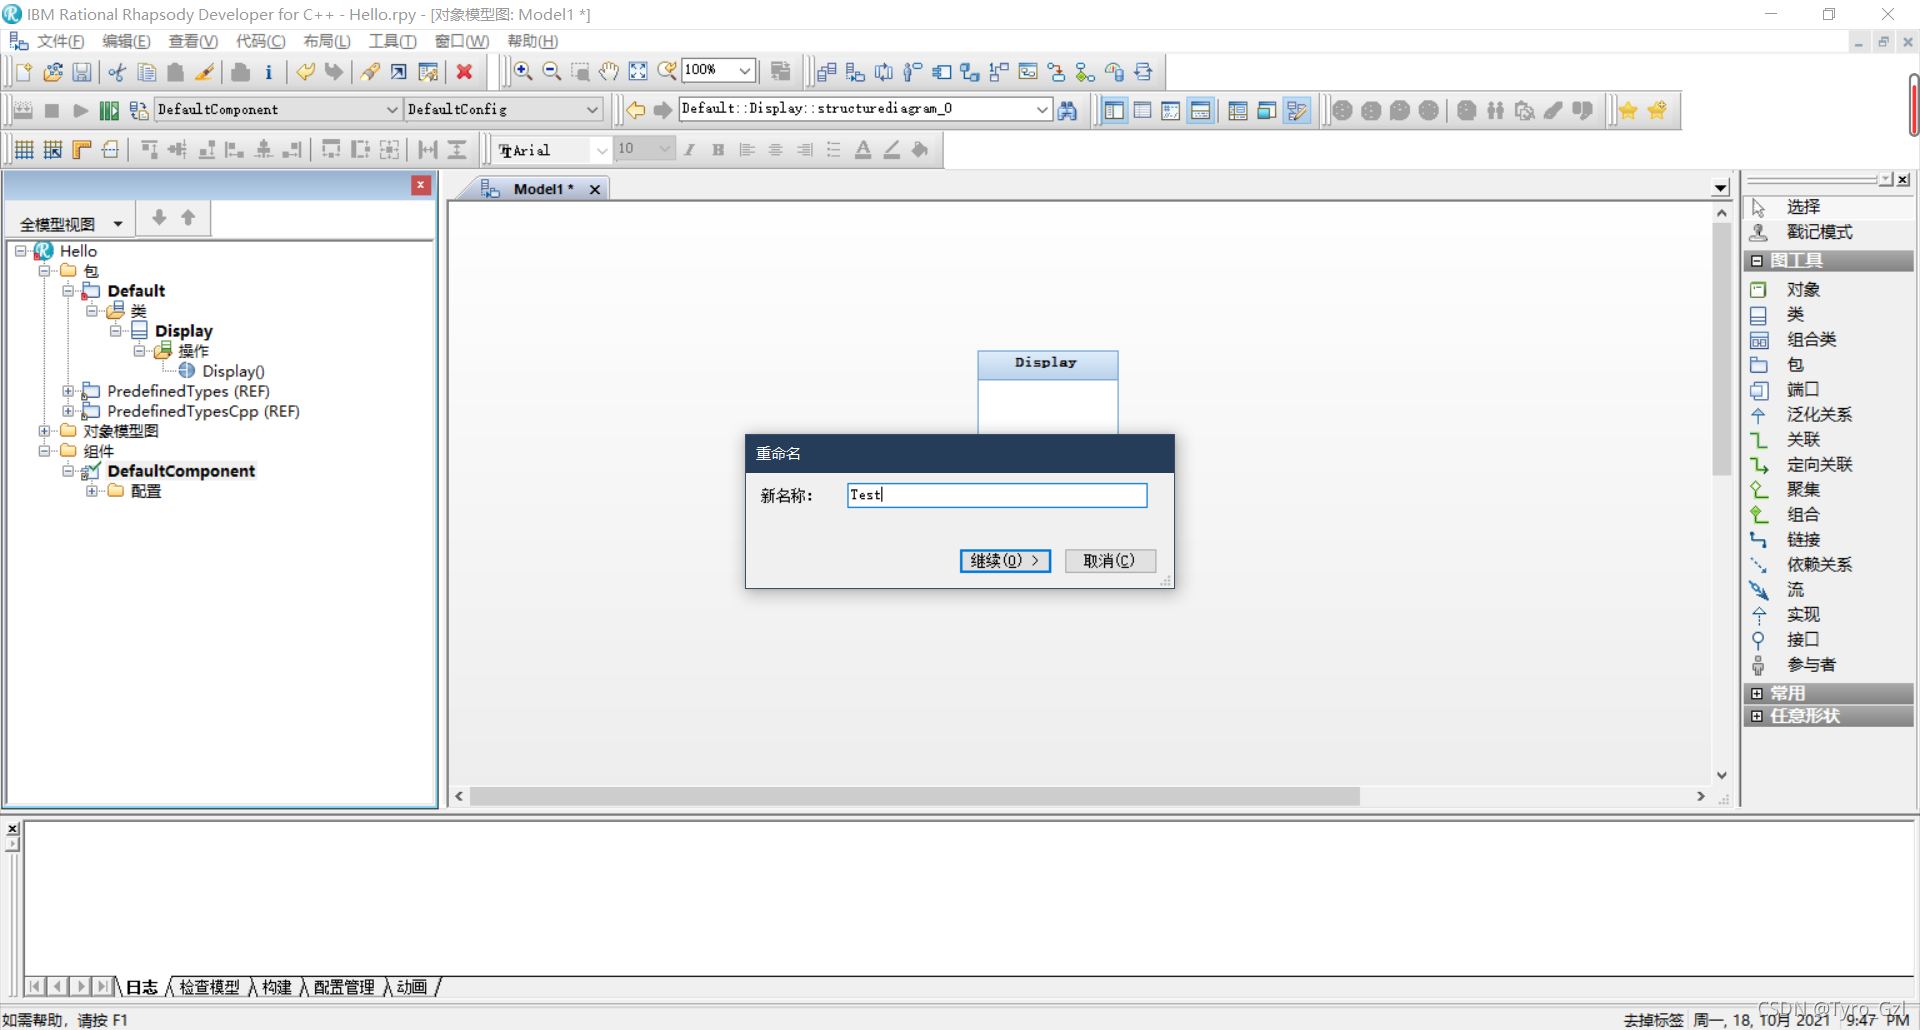 IBM Rational Rhapsody Developer for C++ - Hello.rpy - [对象模型图: Model1 *]
文件(F) 编辑(E) 查看(V) 代码(C) 布局(L) 工具(T) 窗口(W) 帮助(H)
100%
DefaultComponent DefaultConfig Default::Display::structurediagram_0
Arial 10
Model1 *
全模型视图
Hello
包
Default
类
Display
操作
Display()
PredefinedTypes (REF)
PredefinedTypesCpp (REF)
对象模型图
组件
DefaultComponent
配置
Display
重命名
新名称:
Test
继续(O) >
取消(C)
选择
戳记模式
图工具
对象
类
组合类
包
端口
泛化关系
关联
定向关联
聚集
组合
链接
依赖关系
流
实现
接口
参与者
常用
任意形状
日志 检查模型 构建 配置管理 动画
如需帮助，请按 F1
去掉标签 周一, 18, 10月 2021 9:47 PM
CSDN @Tyro_Gzl